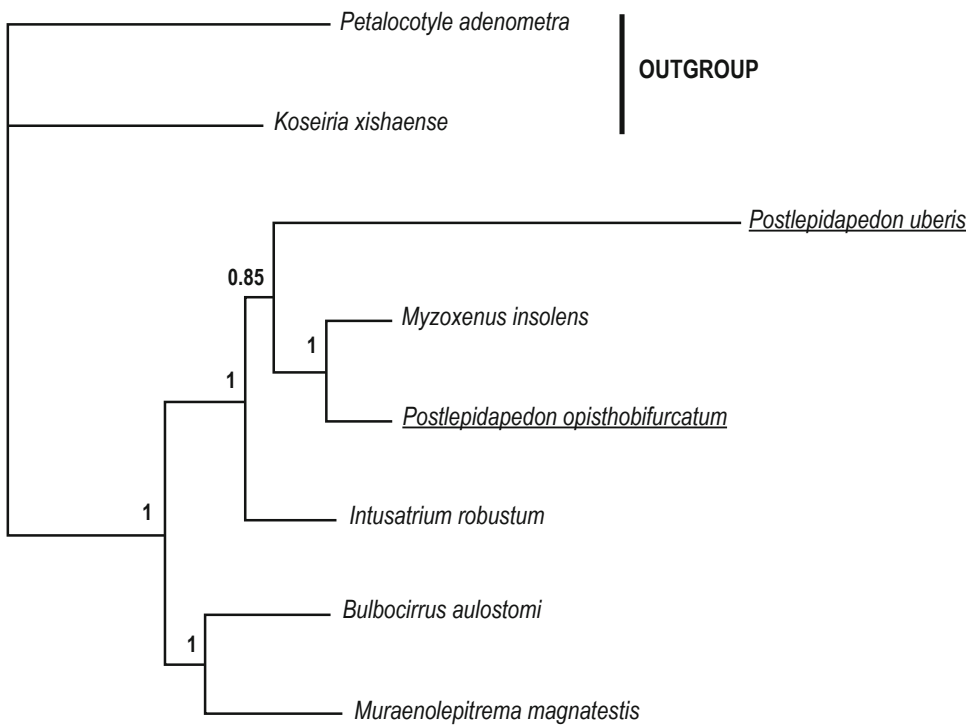 Petalocotyle adenometra
OUTGROUP
Koseiria xishaense
Postlepidapedon uberis
0.85
Myzoxenus insolens
1
1
Postlepidapedon opisthobifurcatum
1
Intusatrium robustum
Bulbocirrus aulostomi
1
Muraenolepitrema magnatestis